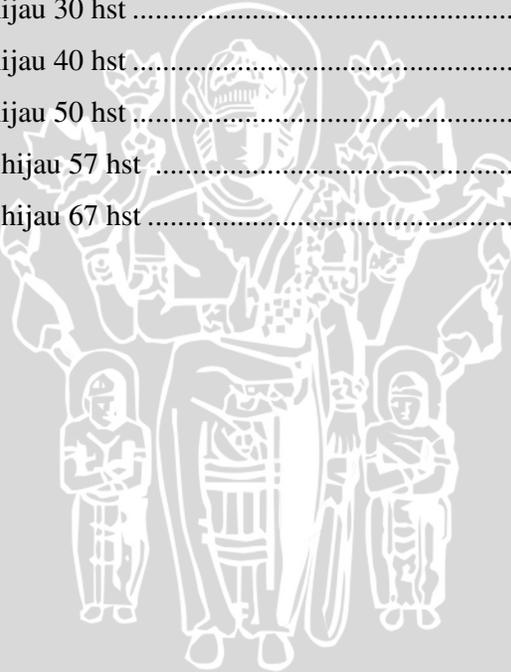 ijau 30 hst ..................................................
ijau 40 hst ..................................................
ijau 50 hst ..................................................
hijau 57 hst ...............................................
hijau 67 hst ................................................